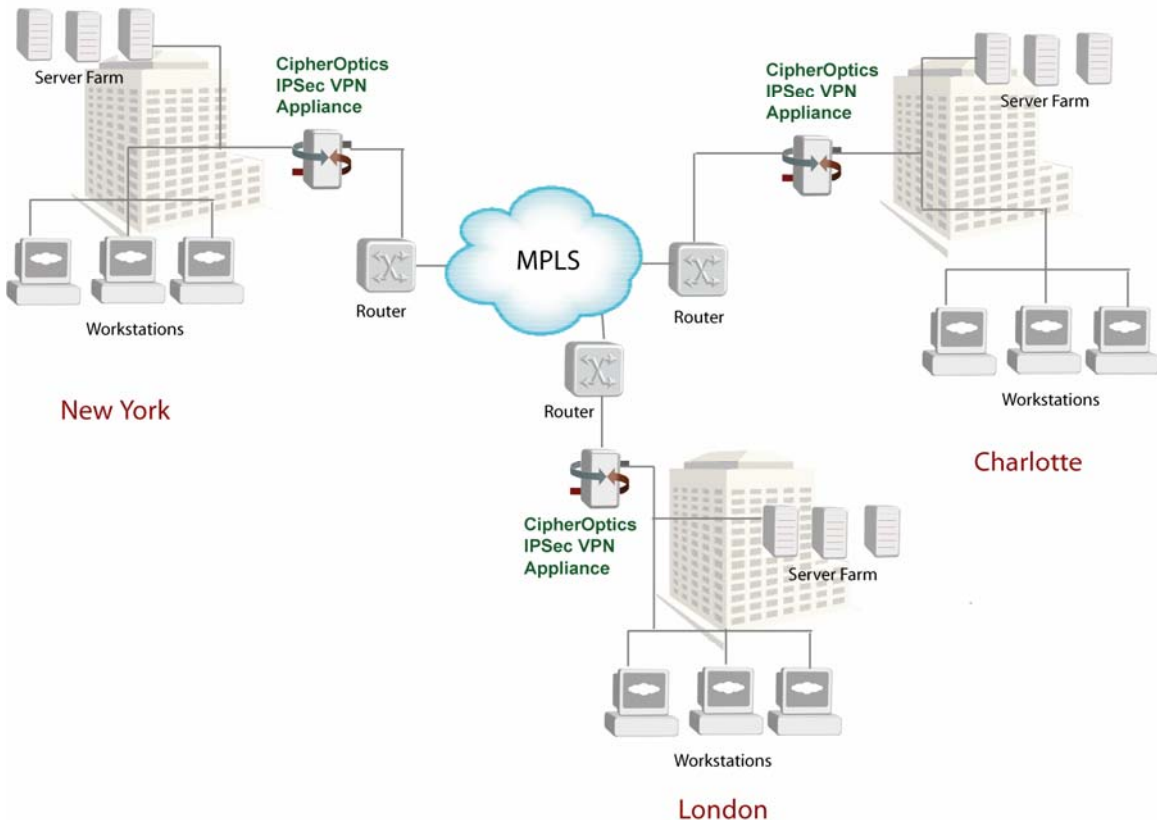 Server Farm
CipherOptics
IPSec VPN
Appliance
Router
Workstations
New York
MPLS
CipherOptics
IPSec VPN
Appliance
Server Farm
Router
Workstations
Charlotte
Router
CipherOptics
IPSec VPN
Appliance
Server Farm
Workstations
London